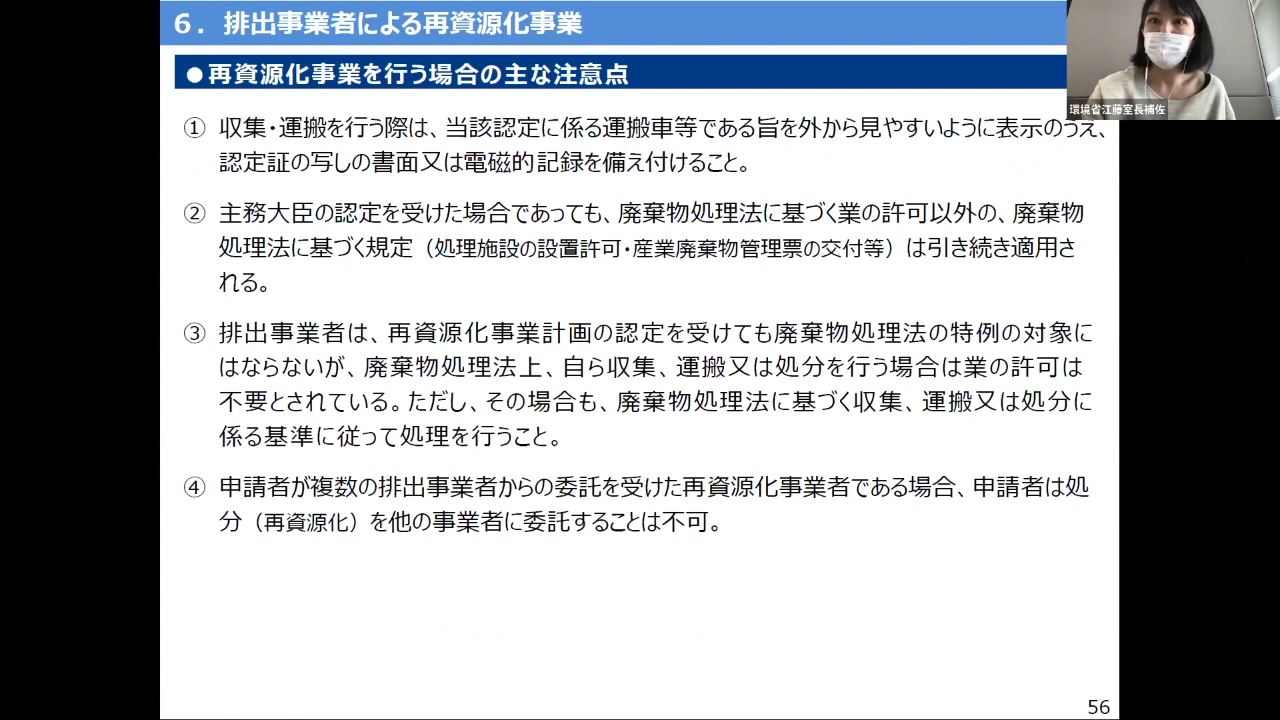 ６．排出事業者による再資源化事業
●再資源化事業を行う場合の主な注意点
環境省江藤室長補佐
① 収集・運搬を行う際は、当該認定に係る運搬車等である旨を外から見やすいように表示のうえ、
認定証の写しの書面又は電磁的記録を備え付けること。
② 主務大臣の認定を受けた場合であっても、廃棄物処理法に基づく業の許可以外の、廃棄物
処理法に基づく規定（処理施設の設置許可・産業廃棄物管理票の交付等）は引き続き適用さ
れる。
③ 排出事業者は、再資源化事業計画の認定を受けても廃棄物処理法の特例の対象に
はならないが、廃棄物処理法上、自ら収集、運搬又は処分を行う場合は業の許可は
不要とされている。ただし、その場合も、廃棄物処理法に基づく収集、運搬又は処分に
係る基準に従って処理を行うこと。
④ 申請者が複数の排出事業者からの委託を受けた再資源化事業者である場合、申請者は処
分（再資源化）を他の事業者に委託することは不可。
56